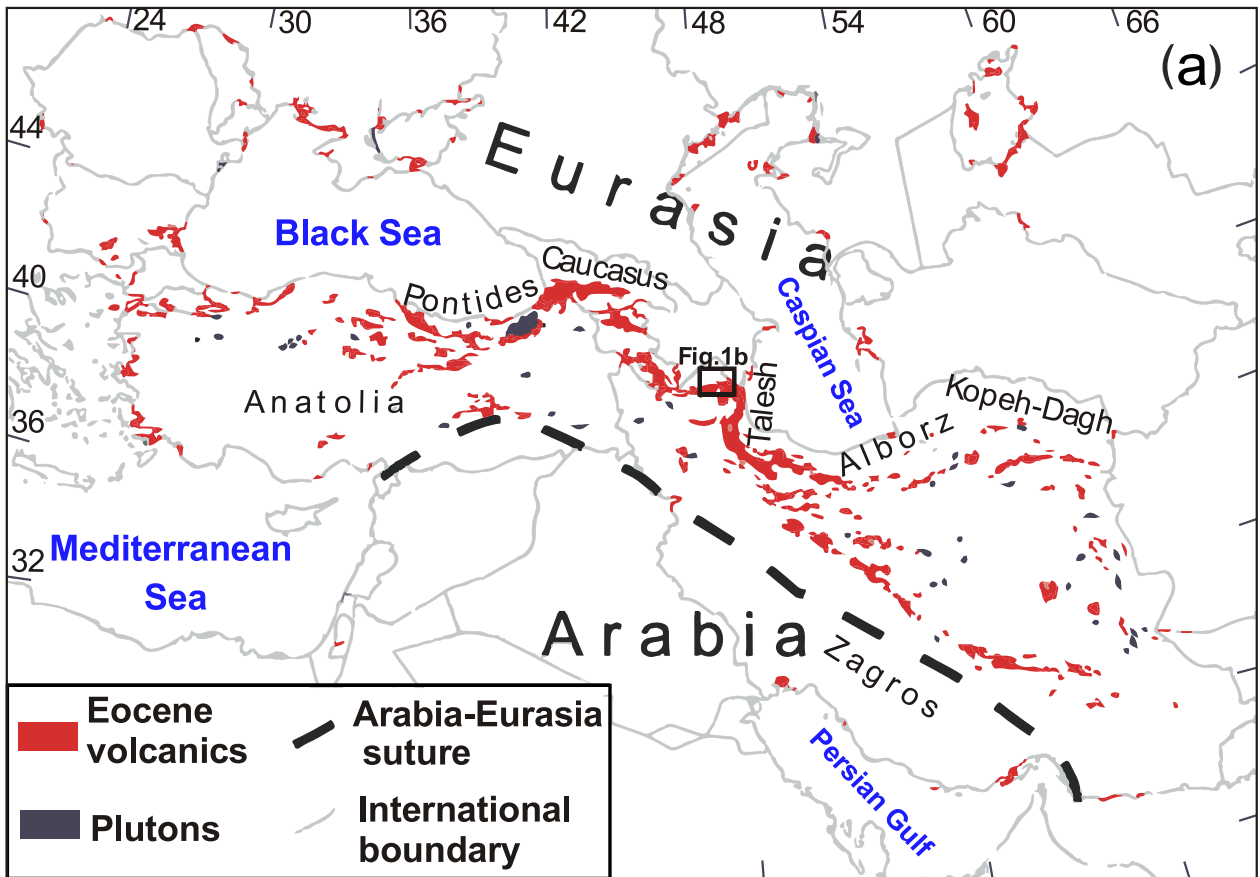 24 30 36 42 48 54 60 66
(a)
44
Eurasia
Black Sea
40
Caucasus
Pontides
Caspian Sea
Fig.1b
Talesh
Kopeh-Dagh
Alborz
Anatolia
36
Mediterranean
Sea
32
Arabia
Zagros
Persian Gulf
Eocene
volcanics
Arabia-Eurasia
suture
Plutons
International
boundary